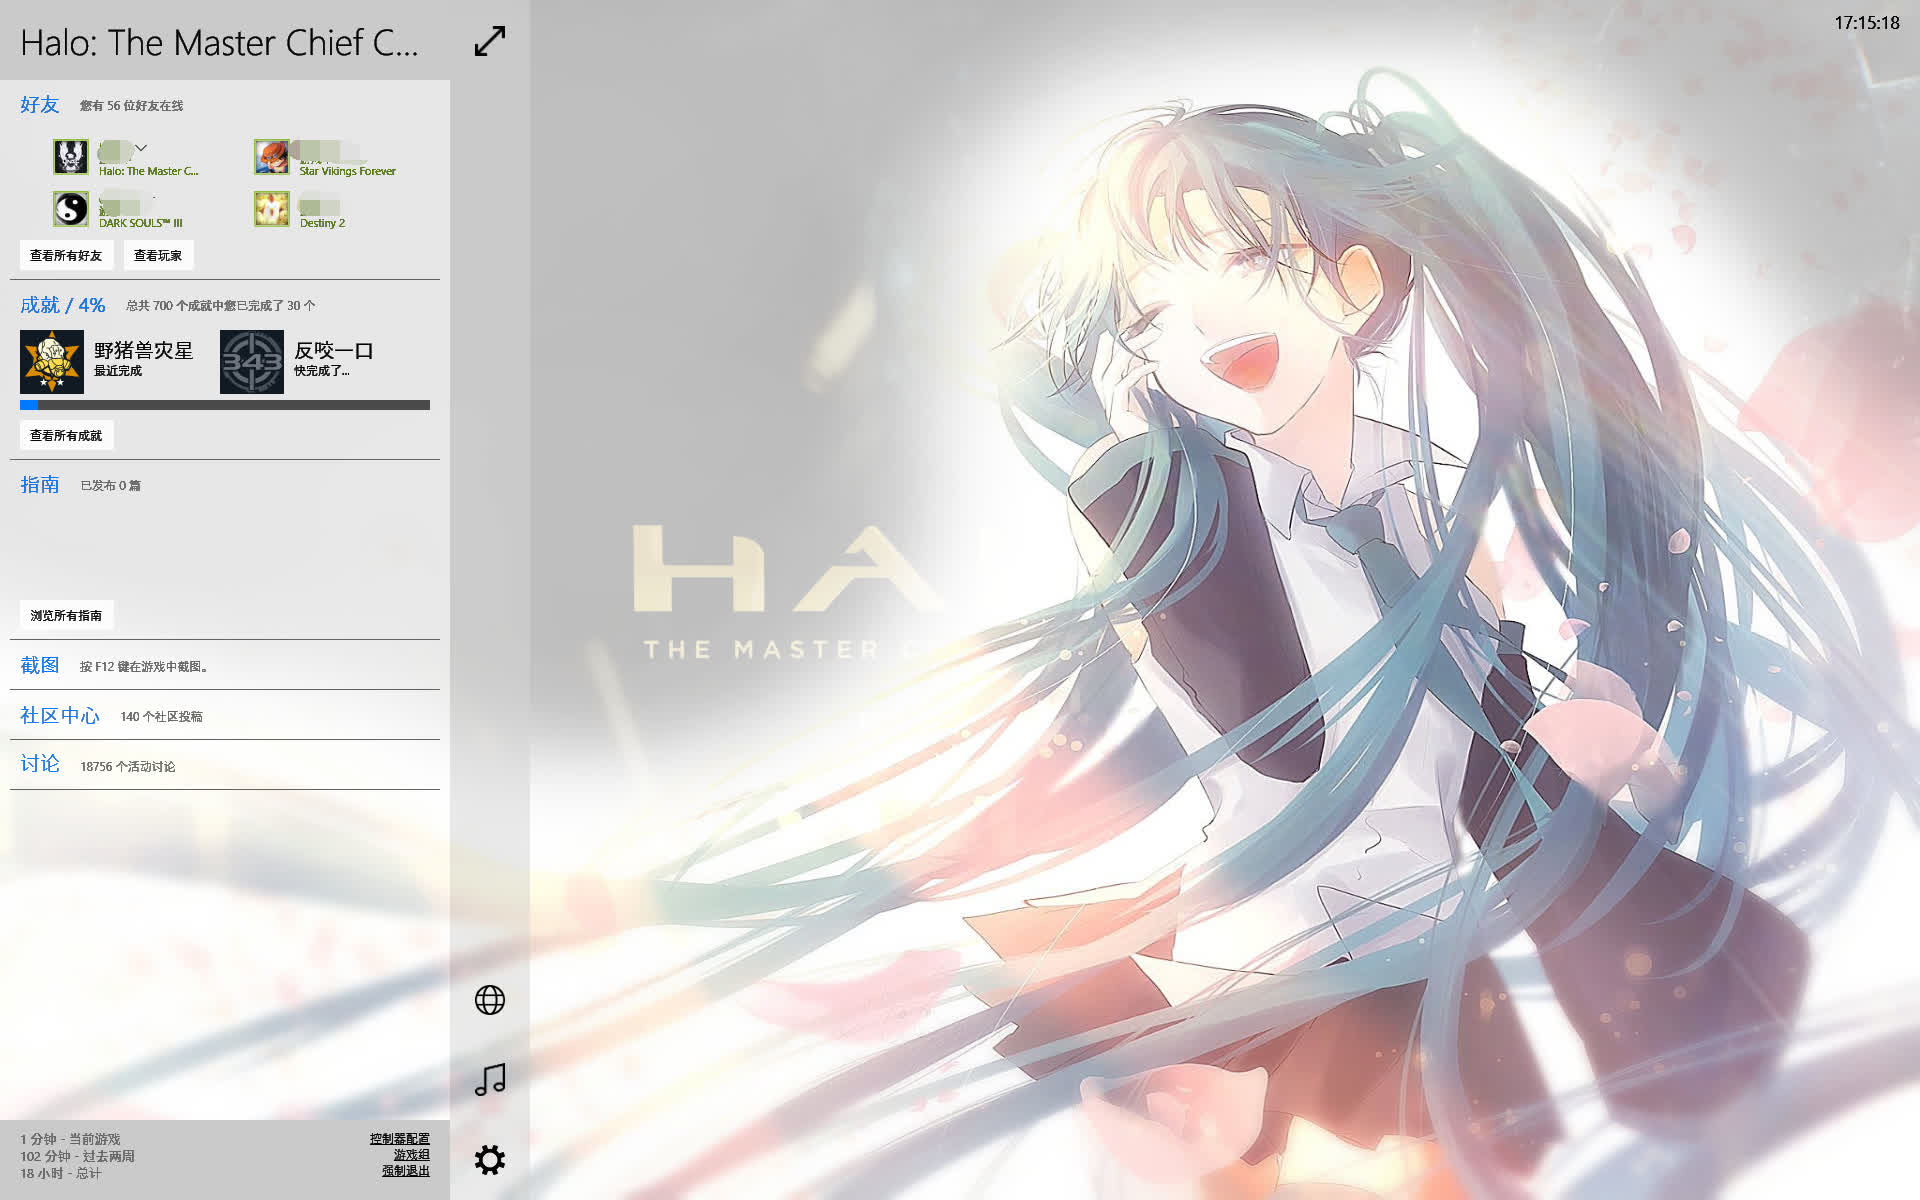 Halo: The Master Chief C...
17:15:18
好友 您有 56 位好友在线
Halo: The Master C...
Star Vikings Forever
DARK SOULS™ III
Destiny 2
查看所有好友 查看玩家
成就 / 4% 总共 700 个成就中您已完成了 30 个
野猪兽灾星
最近完成
343
反咬一口
快完成了...
查看所有成就
指南 已发布 0 篇
浏览所有指南
截图 按 F12 键在游戏中截图。
社区中心 140 个社区投稿
讨论 18756 个活动讨论
HA
THE MASTER C
1 分钟 - 当前游戏
102 分钟 - 过去两周
18 小时 - 总计
控制器配置
游戏组
强制退出